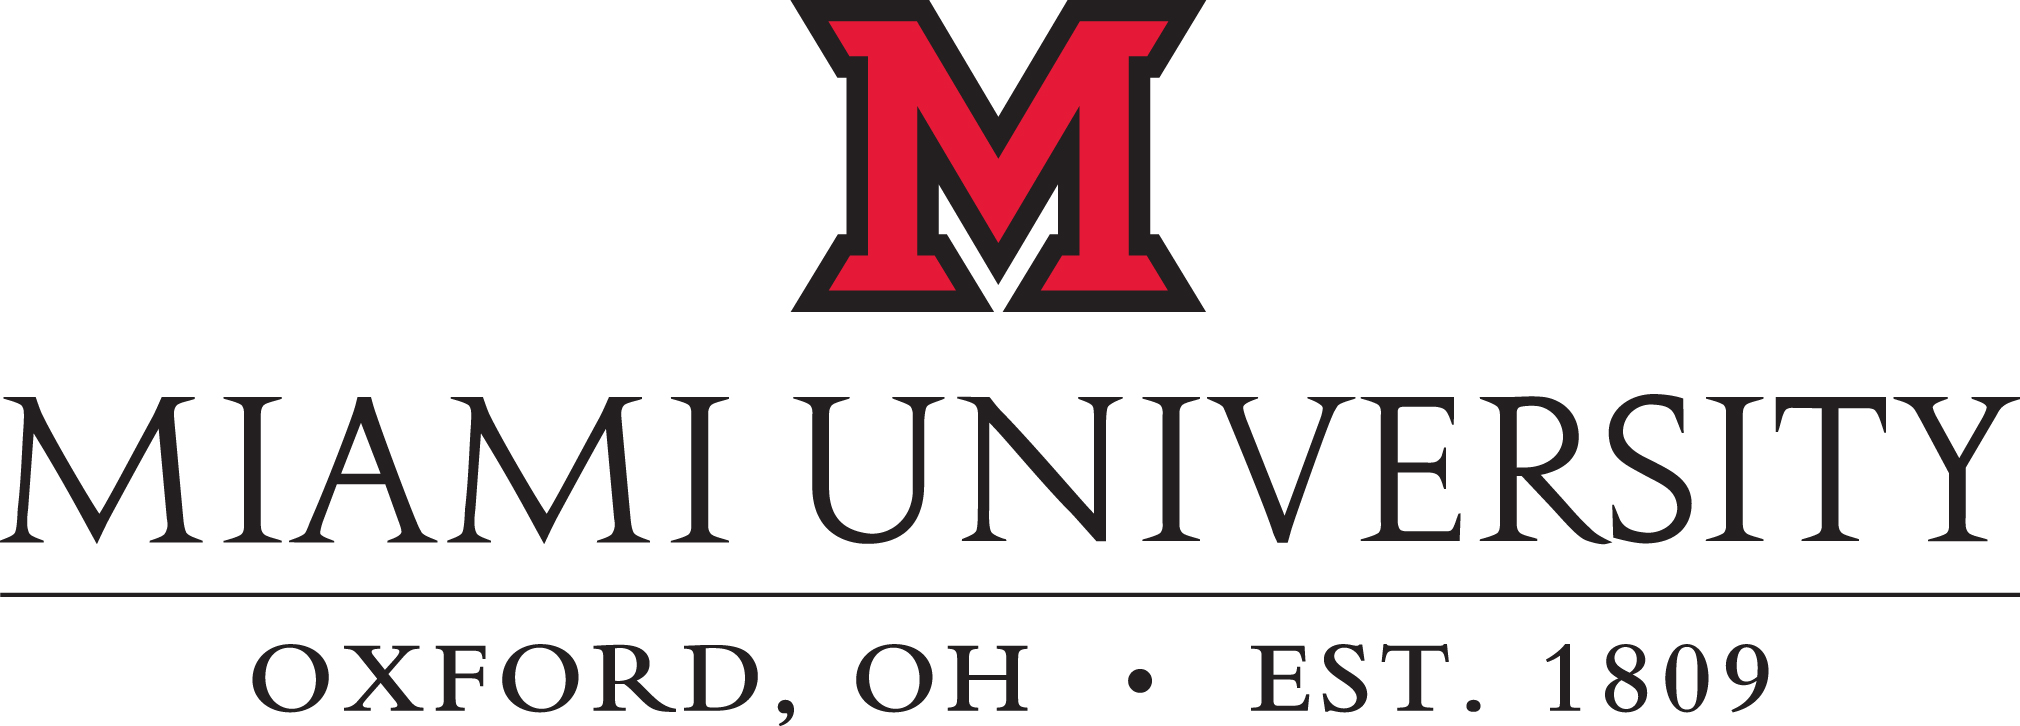 M
MIAMI UNIVERSITY
OXFORD, OH • EST. 1809